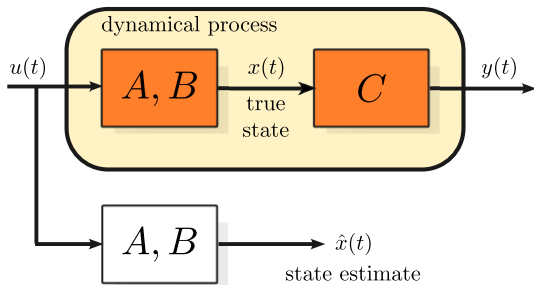 dynamical process
u(t)
A, B
x(t)
true
state
C
y(t)
A, B
x̂(t)
state estimate